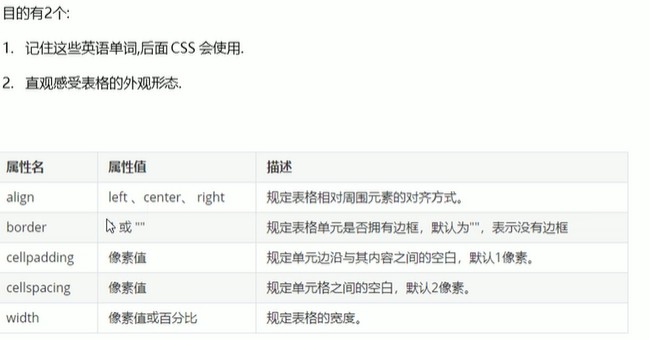 目的有2个:
1. 记住这些英语单词,后面 CSS 会使用.
2. 直观感受表格的外观形态.
属性名 属性值 描述
align left 、center、 right 规定表格相对周围元素的对齐方式。
border 或 "" 规定表格单元是否拥有边框，默认为""，表示没有边框
cellpadding 像素值 规定单元边沿与其内容之间的空白，默认1像素。
cellspacing 像素值 规定单元格之间的空白，默认2像素。
width 像素值或百分比 规定表格的宽度。